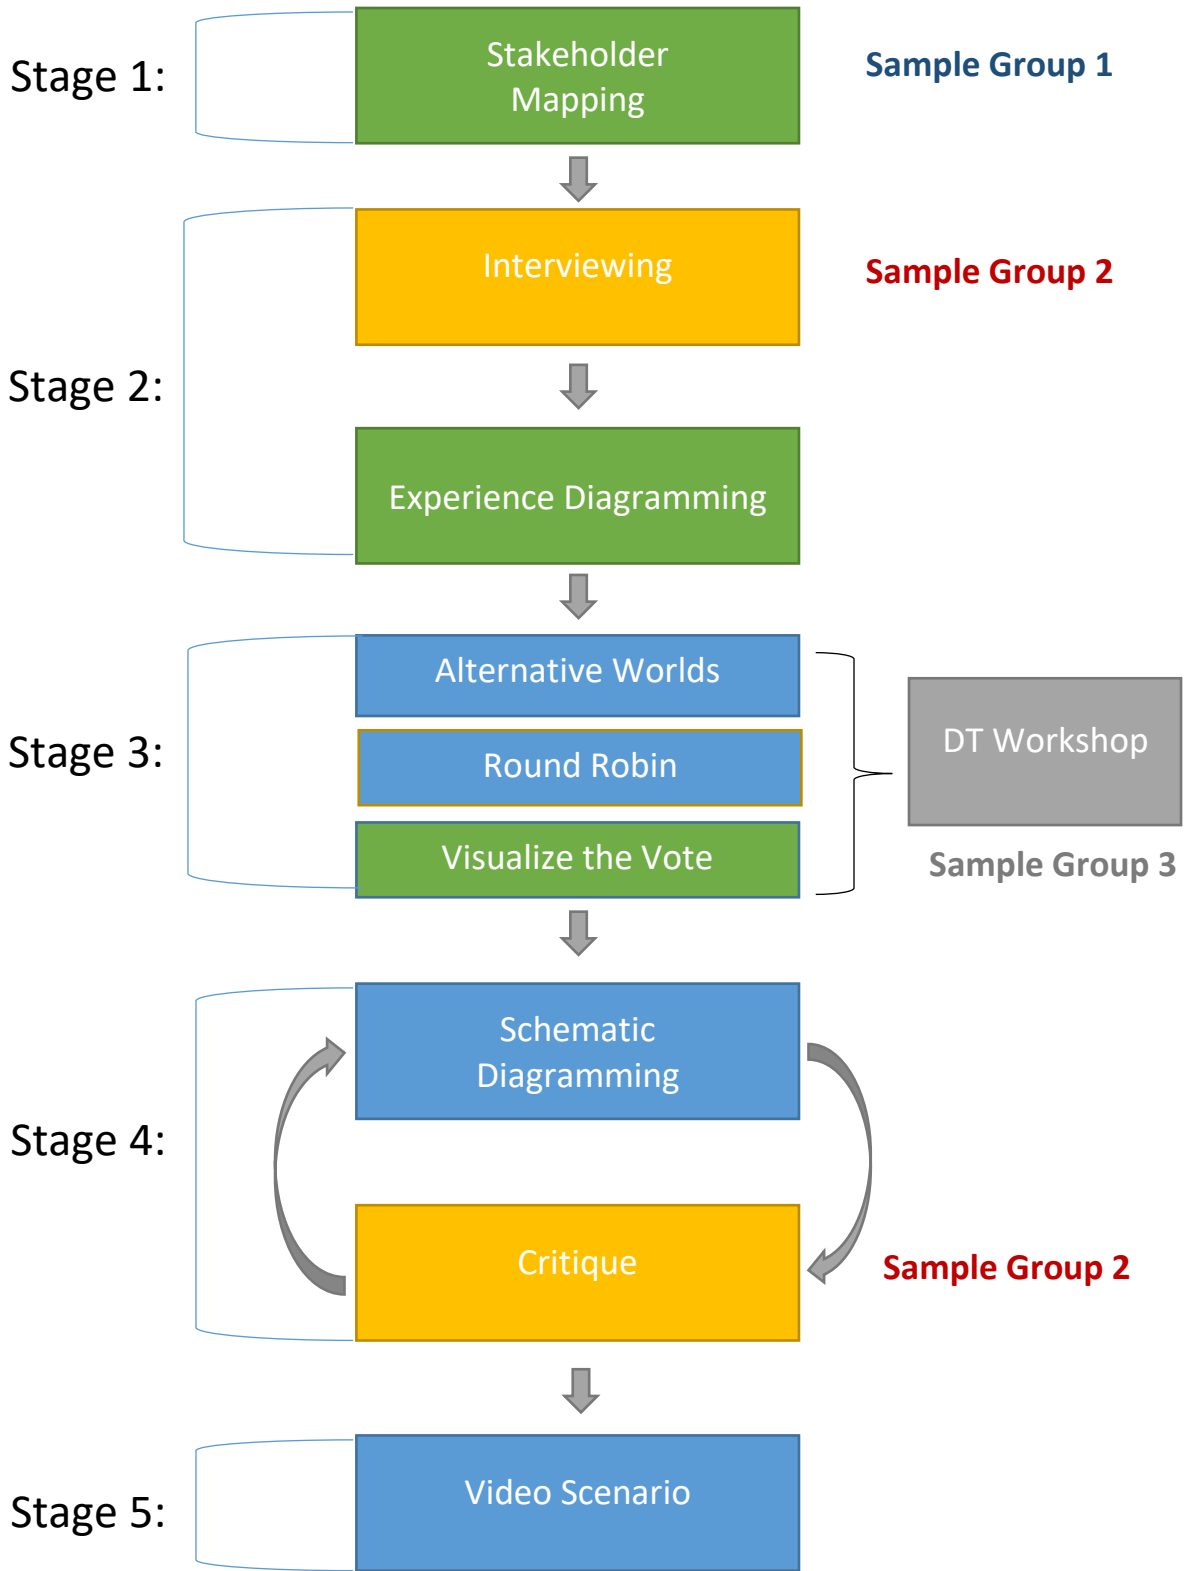 Stage 1:
Stakeholder
Mapping
Sample Group 1
Stage 2:
Interviewing
Sample Group 2
Experience Diagramming
Stage 3:
Alternative Worlds
Round Robin
Visualize the Vote
DT Workshop
Sample Group 3
Stage 4:
Schematic
Diagramming
Critique
Sample Group 2
Stage 5:
Video Scenario